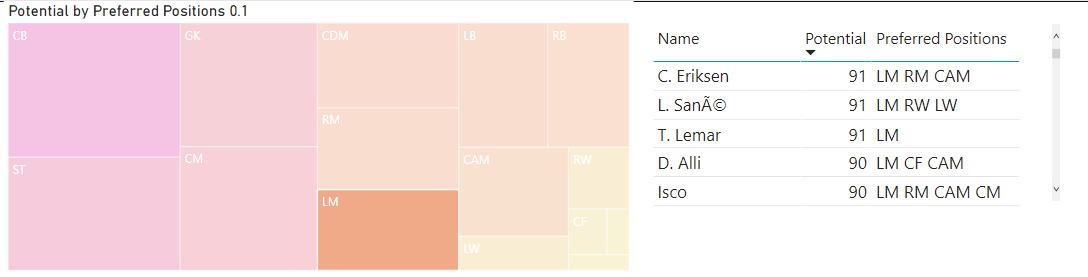 Potential by Preferred Positions 0.1
CB
GK
CDM
LB
RB
RM
CM
CAM
RW
ST
LM
CF
LW
Name Potential Preferred Positions
C. Eriksen 91 LM RM CAM
L. SanÃ© 91 LM RW LW
T. Lemar 91 LM
D. Alli 90 LM CF CAM
Isco 90 LM RM CAM CM